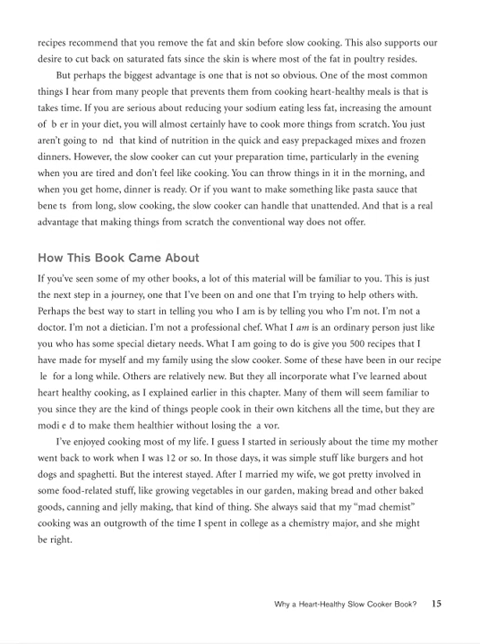 recipes recommend that you remove the fat and skin before slow cooking. This also supports our
desire to cut back on saturated fats since the skin is where most of the fat in poultry resides.
But perhaps the biggest advantage is one that is not so obvious. One of the most common
things I hear from many people that prevents them from cooking heart-healthy meals is that is
takes time. If you are serious about reducing your sodium eating less fat, increasing the amount
of b er in your diet, you will almost certainly have to cook more things from scratch. You just
aren't going to nd that kind of nutrition in the quick and easy prepackaged mixes and frozen
dinners. However, the slow cooker can cut your preparation time, particularly in the evening
when you are tired and don't feel like cooking. You can throw things in it in the morning, and
when you get home, dinner is ready. Or if you want to make something like pasta sauce that
bene ts from long, slow cooking, the slow cooker can handle that unattended. And that is a real
advantage that making things from scratch the conventional way does not offer.
How This Book Came About
If you've seen some of my other books, a lot of this material will be familiar to you. This is just
the next step in a journey, one that I've been on and one that I'm trying to help others with.
Perhaps the best way to start in telling you who I am is by telling you who I'm not. I'm not a
doctor. I'm not a dietician. I'm not a professional chef. What I am is an ordinary person just like
you who has some special dietary needs. What I am going to do is give you 500 recipes that I
have made for myself and my family using the slow cooker. Some of these have been in our recipe
le for a long while. Others are relatively new. But they all incorporate what I've learned about
heart healthy cooking, as I explained earlier in this chapter. Many of them will seem familiar to
you since they are the kind of things people cook in their own kitchens all the time, but they are
modi e d to make them healthier without losing the a vor.
I've enjoyed cooking most of my life. I guess I started in seriously about the time my mother
went back to work when I was 12 or so. In those days, it was simple stuff like burgers and hot
dogs and spaghetti. But the interest stayed. After I married my wife, we got pretty involved in
some food-related stuff, like growing vegetables in our garden, making bread and other baked
goods, canning and jelly making, that kind of thing. She always said that my "mad chemist"
cooking was an outgrowth of the time I spent in college as a chemistry major, and she might
be right.
Why a Heart-Healthy Slow Cooker Book? 15